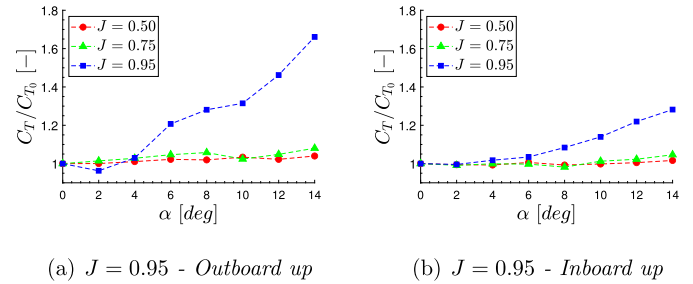 1.8
1.6
1.4
1.2
1
C_T/C_{T_0} [−]
J = 0.50
J = 0.75
J = 0.95
0 2 4 6 8 10 12 14
α [deg]
(a) J = 0.95 - Outboard up
1.8
1.6
1.4
1.2
1
C_T/C_{T_0} [−]
J = 0.50
J = 0.75
J = 0.95
0 2 4 6 8 10 12 14
α [deg]
(b) J = 0.95 - Inboard up